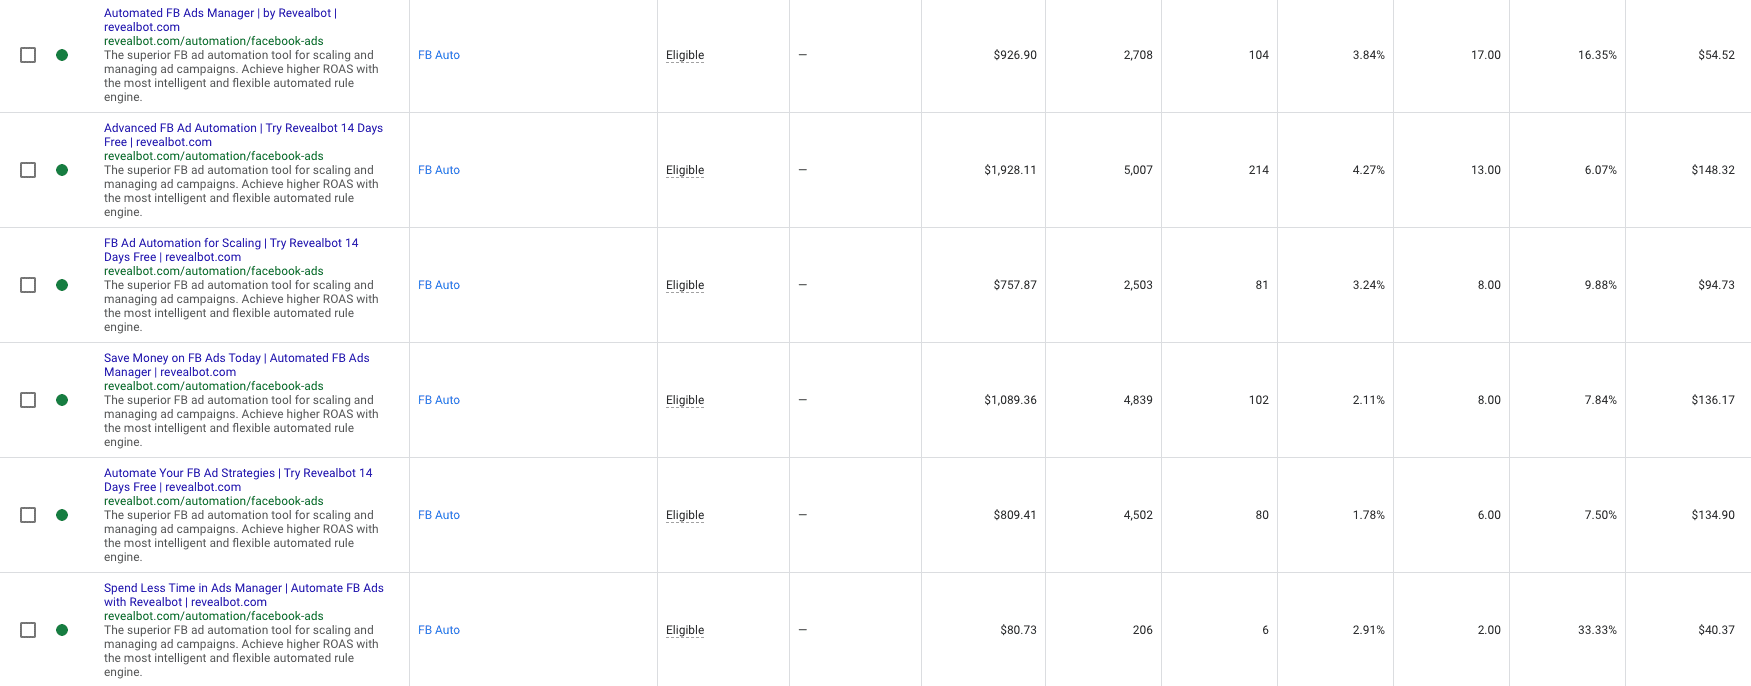 Automated FB Ads Manager | by Revealbot |
revealbot.com
revealbot.com/automation/facebook-ads
The superior FB ad automation tool for scaling and
managing ad campaigns. Achieve higher ROAS with
the most intelligent and flexible automated rule
engine.
FB Auto
Eligible
—
$926.90
2,708
104
3.84%
17.00
16.35%
$54.52
Advanced FB Ad Automation | Try Revealbot 14 Days
Free | revealbot.com
revealbot.com/automation/facebook-ads
The superior FB ad automation tool for scaling and
managing ad campaigns. Achieve higher ROAS with
the most intelligent and flexible automated rule
engine.
FB Auto
Eligible
—
$1,928.11
5,007
214
4.27%
13.00
6.07%
$148.32
FB Ad Automation for Scaling | Try Revealbot 14
Days Free | revealbot.com
revealbot.com/automation/facebook-ads
The superior FB ad automation tool for scaling and
managing ad campaigns. Achieve higher ROAS with
the most intelligent and flexible automated rule
engine.
FB Auto
Eligible
—
$757.87
2,503
81
3.24%
8.00
9.88%
$94.73
Save Money on FB Ads Today | Automated FB Ads
Manager | revealbot.com
revealbot.com/automation/facebook-ads
The superior FB ad automation tool for scaling and
managing ad campaigns. Achieve higher ROAS with
the most intelligent and flexible automated rule
engine.
FB Auto
Eligible
—
$1,089.36
4,839
102
2.11%
8.00
7.84%
$136.17
Automate Your FB Ad Strategies | Try Revealbot 14
Days Free | revealbot.com
revealbot.com/automation/facebook-ads
The superior FB ad automation tool for scaling and
managing ad campaigns. Achieve higher ROAS with
the most intelligent and flexible automated rule
engine.
FB Auto
Eligible
—
$809.41
4,502
80
1.78%
6.00
7.50%
$134.90
Spend Less Time in Ads Manager | Automate FB Ads
with Revealbot | revealbot.com
revealbot.com/automation/facebook-ads
The superior FB ad automation tool for scaling and
managing ad campaigns. Achieve higher ROAS with
the most intelligent and flexible automated rule
engine.
FB Auto
Eligible
—
$80.73
206
6
2.91%
2.00
33.33%
$40.37